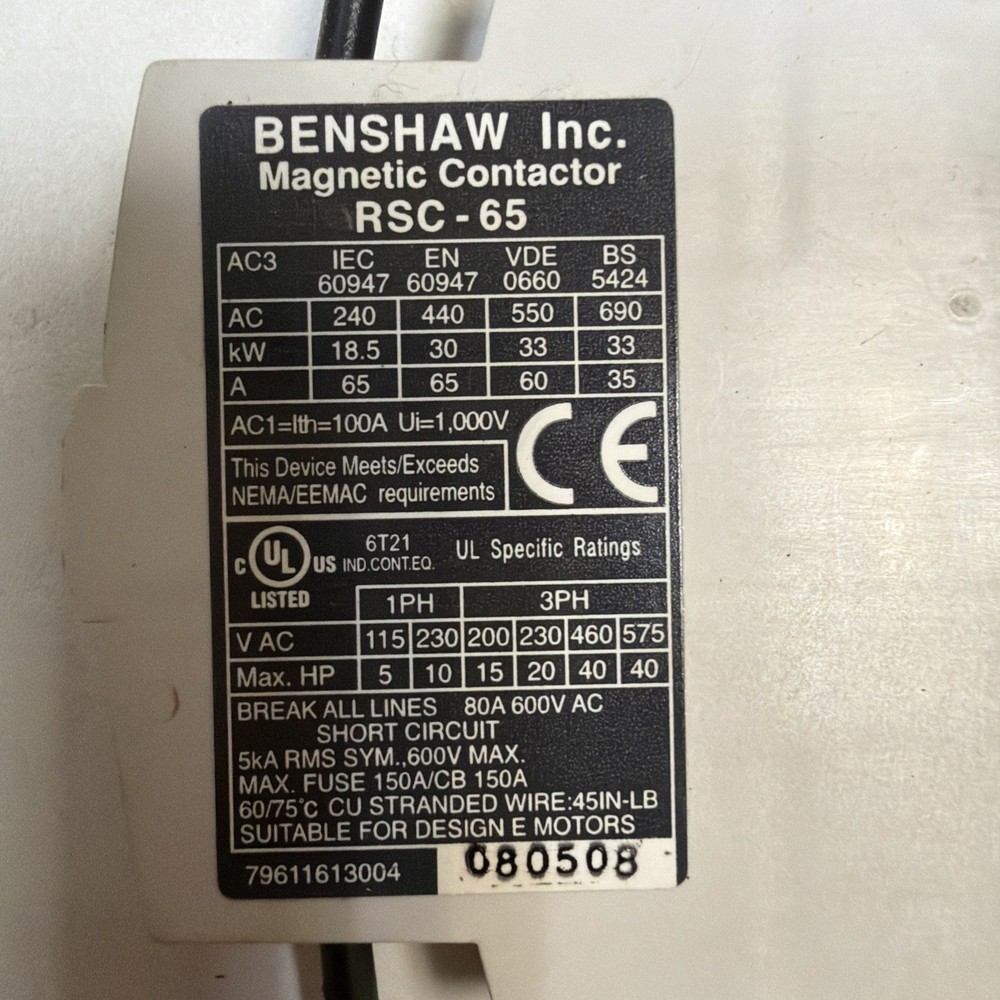 BENSHAW Inc.
Magnetic Contactor
RSC - 65
AC3 IEC 60947 EN 60947 VDE 0660 BS 5424
AC 240 440 550 690
kW 18.5 30 33 33
A 65 65 60 35
AC1=Ith=100A Ui=1,000V
CE
This Device Meets/Exceeds
NEMA/EEMAC requirements
C UL US LISTED
6T21
IND.CONT.EQ.
UL Specific Ratings
1PH 3PH
V AC 115 230 200 230 460 575
Max. HP 5 10 15 20 40 40
BREAK ALL LINES 80A 600V AC
SHORT CIRCUIT
5kA RMS SYM.,600V MAX.
MAX. FUSE 150A/CB 150A
60/75°C CU STRANDED WIRE:45IN-LB
SUITABLE FOR DESIGN E MOTORS
79611613004 080508